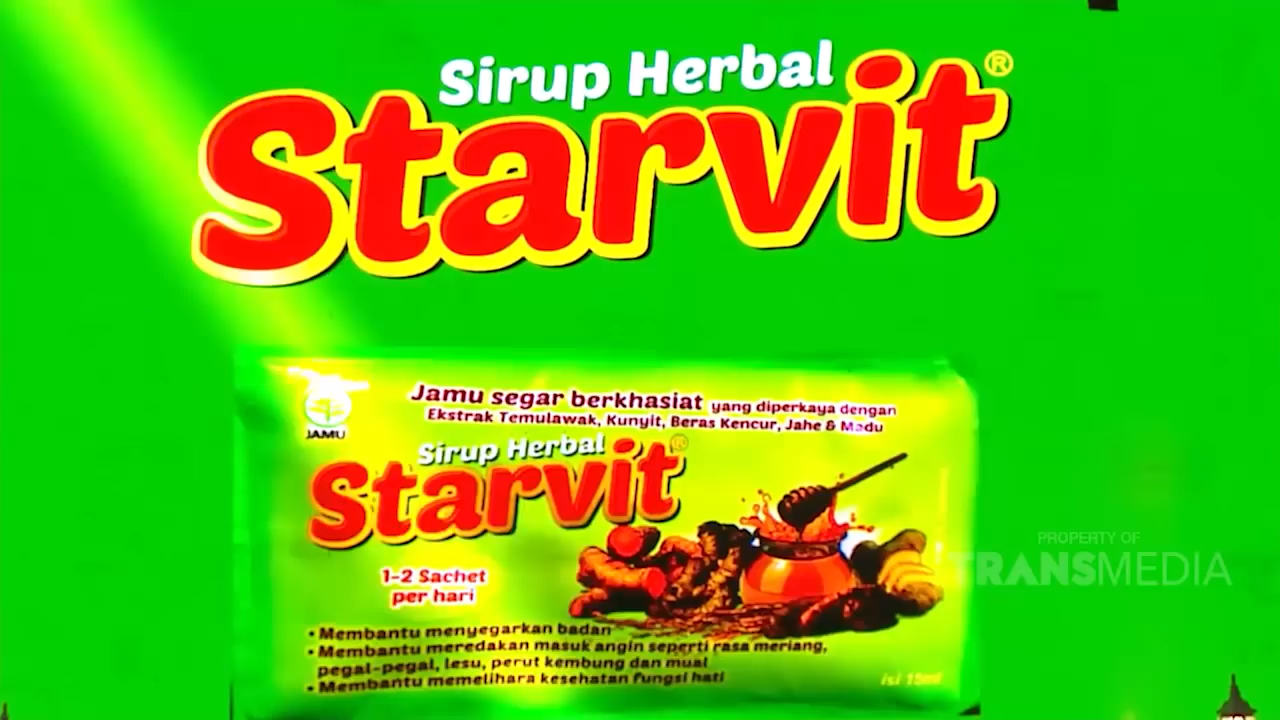 Sirup Herbal
Starvit®
JAMU
Jamu segar berkhasiat yang diperkaya dengan
Ekstrak Temulawak, Kunyit, Beras Kencur, Jahe & Madu
Sirup Herbal
Starvit®
1-2 Sachet
per hari
• Membantu menyegarkan badan
• Membantu meredakan masuk angin seperti rasa meriang,
pegal-pegal, lesu, perut kembung dan mual
• Membantu memelihara kesehatan fungsi hati
isi 15ml
PROPERTY OF
TRANSMEDIA